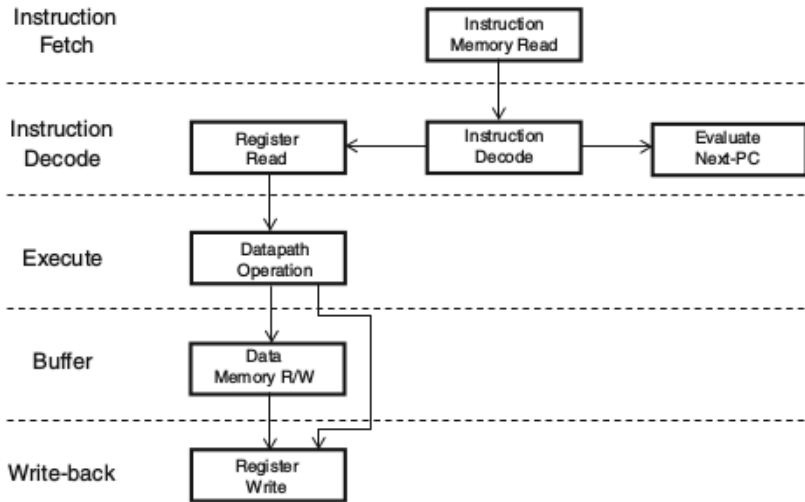 Instruction
Fetch
Instruction
Memory Read
Instruction
Decode
Register
Read
Instruction
Decode
Evaluate
Next-PC
Execute
Datapath
Operation
Buffer
Data
Memory R/W
Write-back
Register
Write